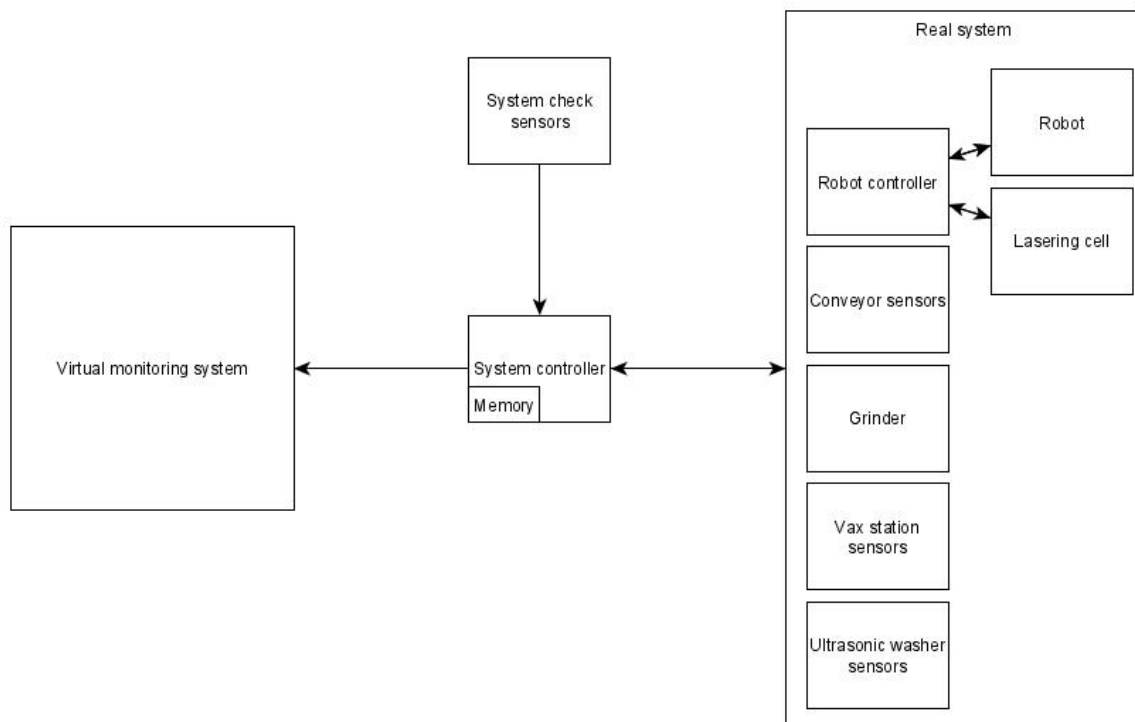 Real system
System check
sensors
Robot
Robot controller
Lasering cell
Conveyor sensors
Virtual monitoring system
System controller
Memory
Grinder
Vax station
sensors
Ultrasonic washer
sensors